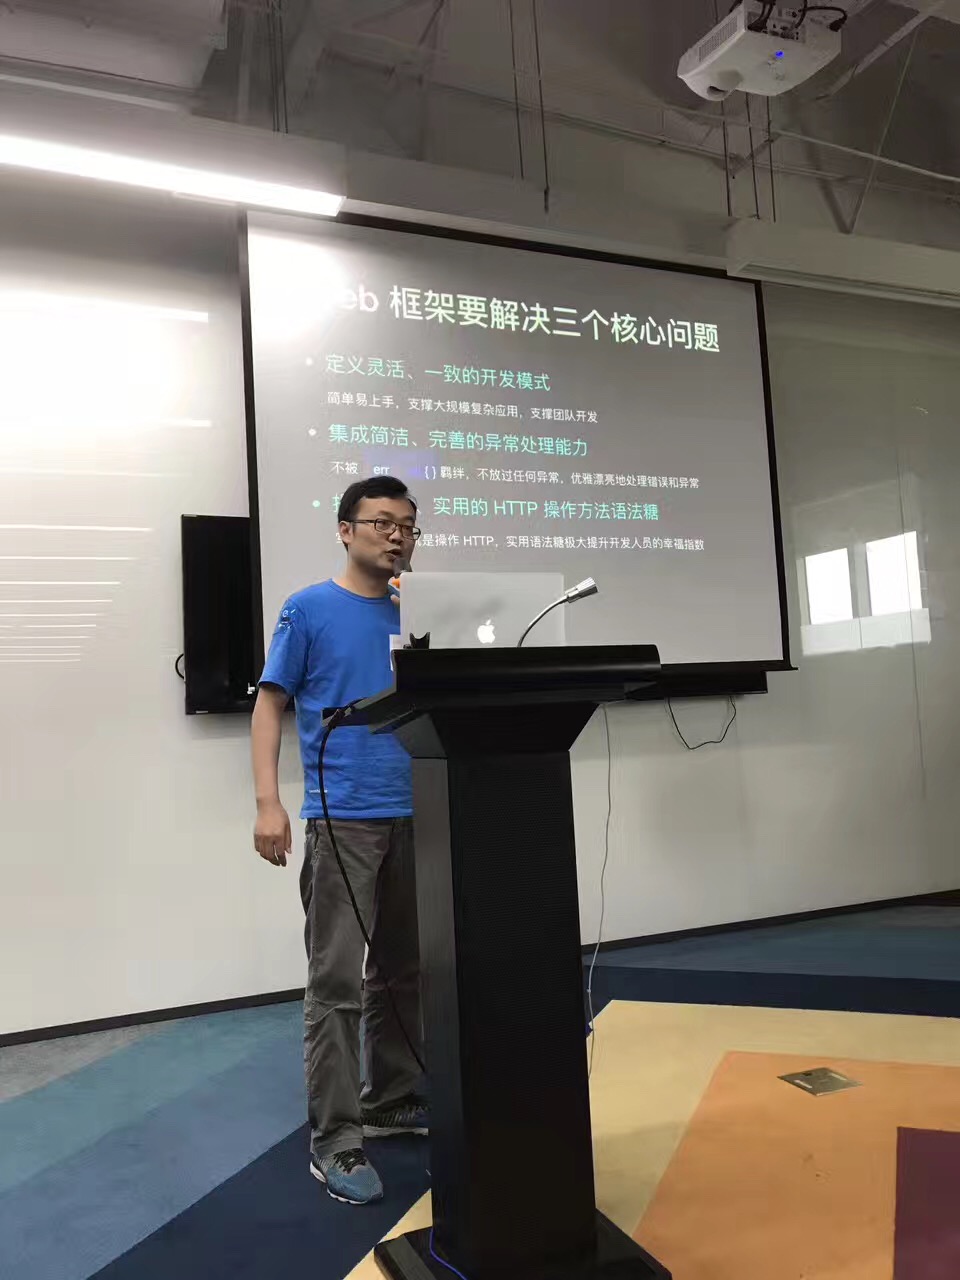 eb 框架要解决三个核心问题
• 定义灵活、一致的开发模式
简单易上手，支撑大规模复杂应用，支撑团队开发
• 集成简洁、完善的异常处理能力
不被 err {} 羁绊，不放过任何异常，优雅漂亮地处理错误和异常
• 、实用的 HTTP 操作方法语法糖
是操作 HTTP，实用语法糖极大提升开发人员的幸福指数